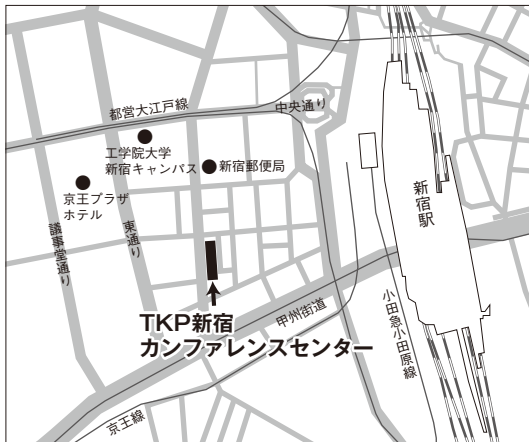 都営大江戸線
中央通り
工学院大学
新宿キャンパス
新宿郵便局
京王プラザ
ホテル
新宿駅
議事堂通り
東通り
TKP新宿
カンファレンスセンター
甲州街道
小田急小田原線
京王線